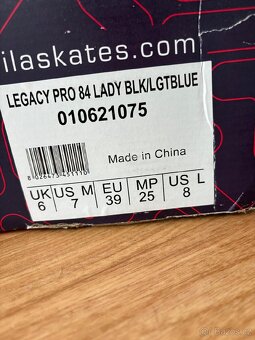 ilaskates.com
LEGACY PRO 84 LADY BLK/LGTBLUE
010621075
Made in China
UK US M EU MP US L
6 7 39 25 8